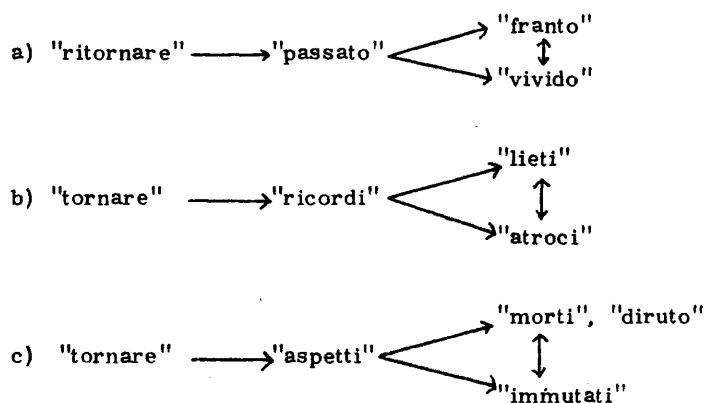 "franto"
a) "ritornare" "passato"
"vivido"
"lieti"
b) "tornare" "ricordi"
"atroci"
"morti", "diruto"
c) "tornare" "aspetti"
"immutati"